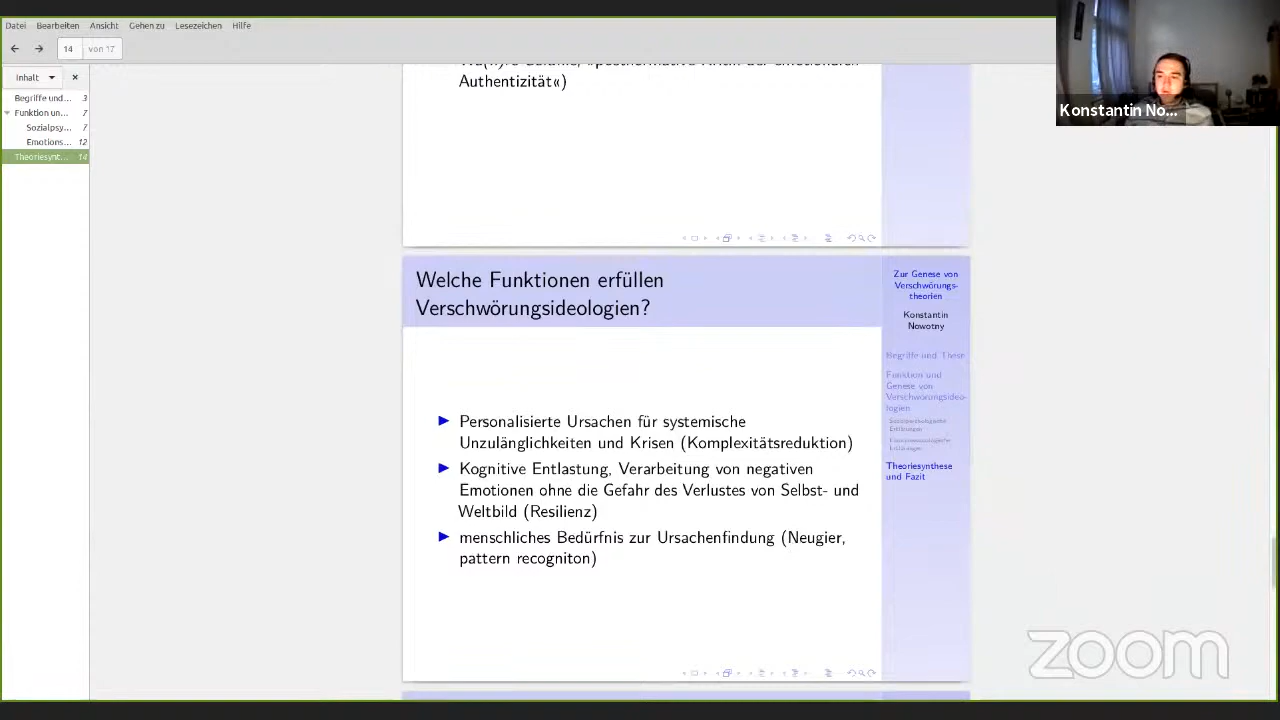 Datei Bearbeiten Ansicht Gehen zu Lesezeichen Hilfe
14 von 17
Inhalt
Begriffe und... 3
Funktion un... 7
Sozialpsy... 7
Emotions... 12
Theoriesynt... 14
Authentizität«)
Welche Funktionen erfüllen
Verschwörungsideologien?
Personalisierte Ursachen für systemische
Unzulänglichkeiten und Krisen (Komplexitätsreduktion)
Kognitive Entlastung, Verarbeitung von negativen
Emotionen ohne die Gefahr des Verlustes von Selbst- und
Weltbild (Resilienz)
menschliches Bedürfnis zur Ursachenfindung (Neugier,
pattern recogniton)
Zur Genese von
Verschwörungs-
theorien
Konstantin
Nowotny
Begriffe und These
Funktion und
Genese von
Verschwörungsideo-
logien
Sozialpsychologische
Erklärungen
Emotionssoziologische
Erklärungen
Theoriesynthese
und Fazit
Konstantin No...
zoom